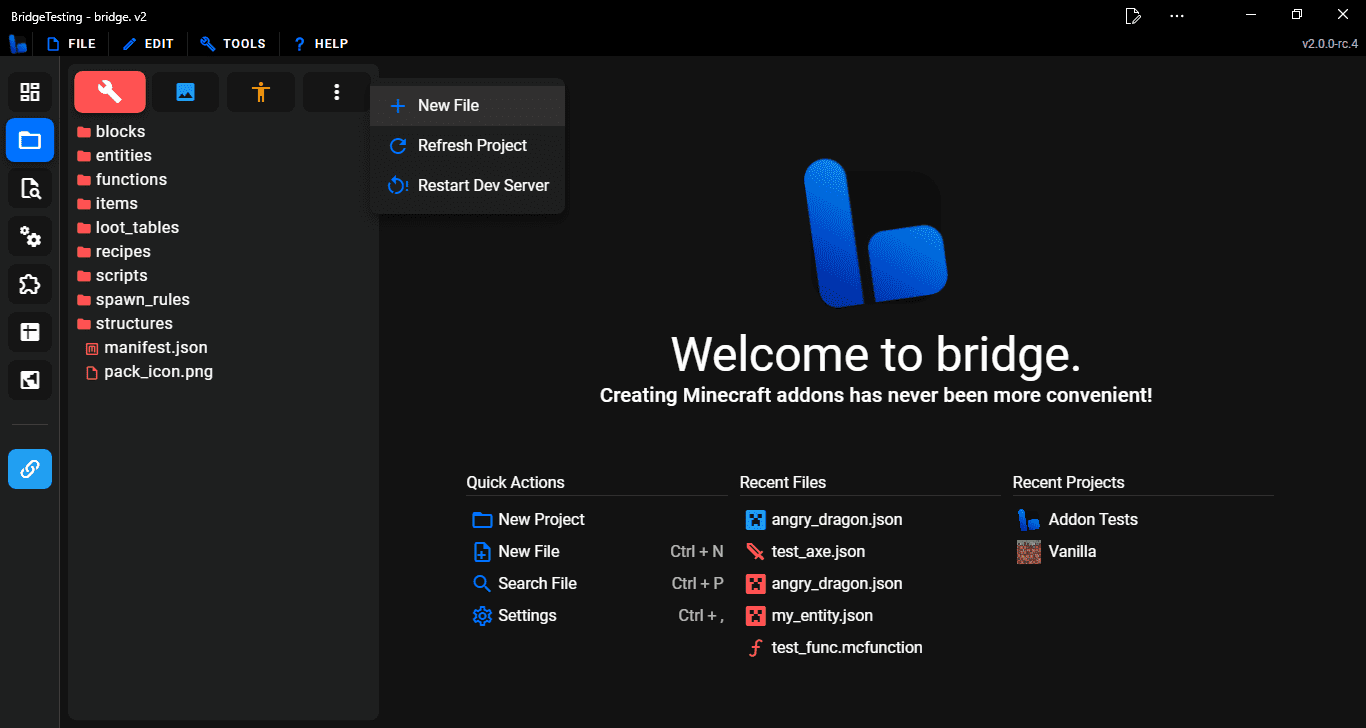 BridgeTesting - bridge. v2
FILE EDIT TOOLS ? HELP
v2.0.0-rc.4
blocks
entities
functions
items
loot_tables
recipes
scripts
spawn_rules
structures
manifest.json
pack_icon.png
New File
Refresh Project
Restart Dev Server
Welcome to bridge.
Creating Minecraft addons has never been more convenient!
Quick Actions
New Project
New File Ctrl + N
Search File Ctrl + P
Settings Ctrl + ,
Recent Files
angry_dragon.json
test_axe.json
angry_dragon.json
my_entity.json
test_func.mcfunction
Recent Projects
Addon Tests
Vanilla